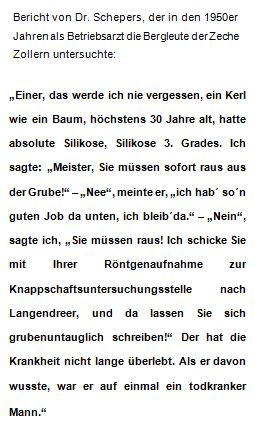 Bericht von Dr. Schepers, der in den 1950er
Jahren als Betriebsarzt die Bergleute der Zeche
Zollern untersuchte:
„Einer, das werde ich nie vergessen, ein Kerl
wie ein Baum, höchstens 30 Jahre alt, hatte
absolute Silikose, Silikose 3. Grades. Ich
sagte: „Meister, Sie müssen sofort raus aus
der Grube!“ – „Nee“, meinte er, „ich hab´ so´n
guten Job da unten, ich bleib´da.“ – „Nein“,
sagte ich, „Sie müssen raus! Ich schicke Sie
mit Ihrer Röntgenaufnahme zur
Knappschaftsuntersuchungsstelle nach
Langendreer, und da lassen Sie sich
grubenuntauglich schreiben!“ Der hat die
Krankheit nicht lange überlebt. Als er davon
wusste, war er auf einmal ein todkranker
Mann.“